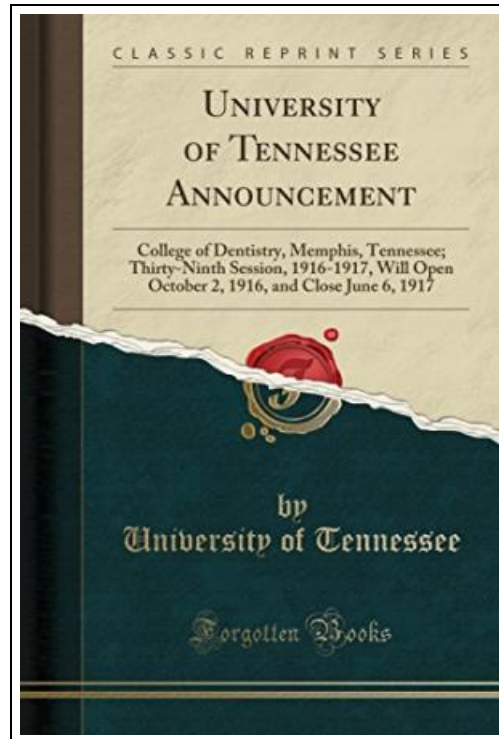 CLASSIC REPRINT SERIES
UNIVERSITY
OF TENNESSEE
ANNOUNCEMENT
College of Dentistry, Memphis, Tennessee;
Thirty-Ninth Session, 1916-1917, Will Open
October 2, 1916, and Close June 6, 1917
by
University of Tennessee
Forgotten Books